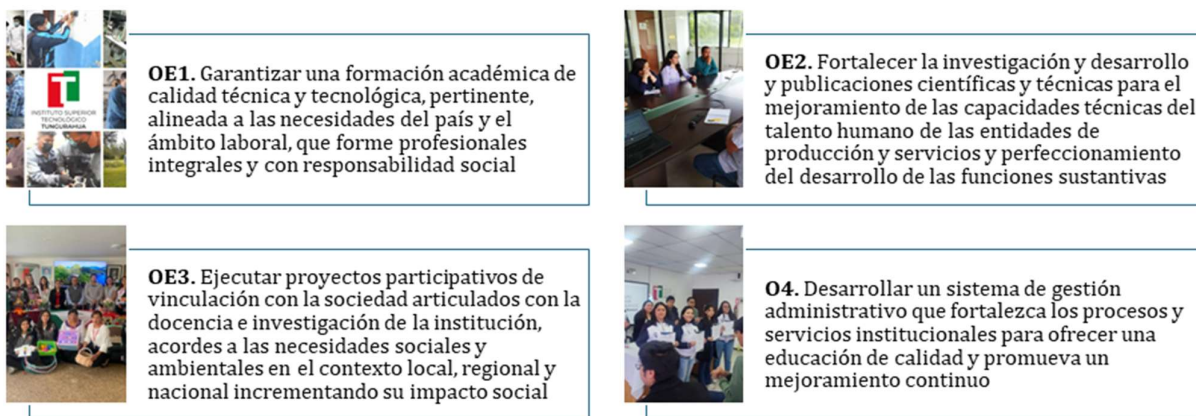 INSTITUTO SUPERIOR
TECNOLÓGICO
TUNGURAHUA
OE1. Garantizar una formación académica de
calidad técnica y tecnológica, pertinente,
alineada a las necesidades del país y el
ámbito laboral, que forme profesionales
integrales y con responsabilidad social
OE2. Fortalecer la investigación y desarrollo
y publicaciones científicas y técnicas para el
mejoramiento de las capacidades técnicas del
talento humano de las entidades de
producción y servicios y perfeccionamiento
del desarrollo de las funciones sustantivas
OE3. Ejecutar proyectos participativos de
vinculación con la sociedad articulados con la
docencia e investigación de la institución,
acordes a las necesidades sociales y
ambientales en el contexto local, regional y
nacional incrementando su impacto social
O4. Desarrollar un sistema de gestión
administrativo que fortalezca los procesos y
servicios institucionales para ofrecer una
educación de calidad y promueva un
mejoramiento continuo